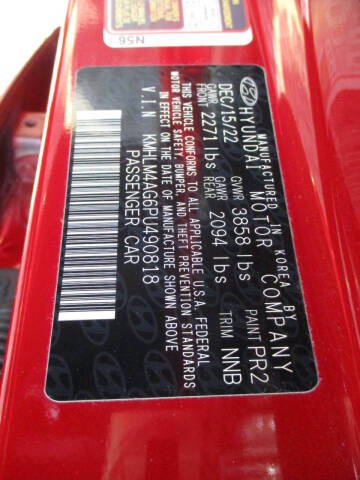 MANUFACTURED IN KOREA BY
HYUNDAI MOTOR COMPANY
DEC/15/22 GVWR 3858 lbs PAINT PR2
GAWR FRONT 2271 lbs GAWR REAR 2094 lbs TRIM NNB
THIS VEHICLE CONFORMS TO ALL APPLICABLE U.S.A. FEDERAL
MOTOR VEHICLE SAFETY, BUMPER, AND THEFT PREVENTION STANDARDS
IN EFFECT ON THE DATE OF MANUFACTURE SHOWN ABOVE
V.I.N KMHLM4AG6PU490818
PASSENGER CAR
N56